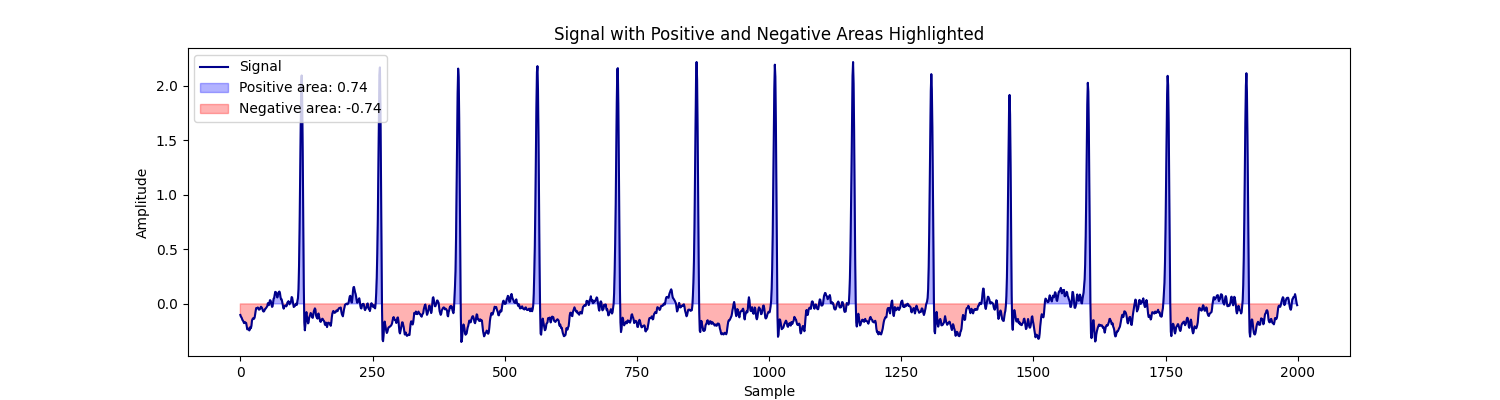 Signal with Positive and Negative Areas Highlighted
Signal
Positive area: 0.74
Negative area: -0.74
2.0
1.5
1.0
0.5
0.0
Amplitude
0 250 500 750 1000 1250 1500 1750 2000
Sample